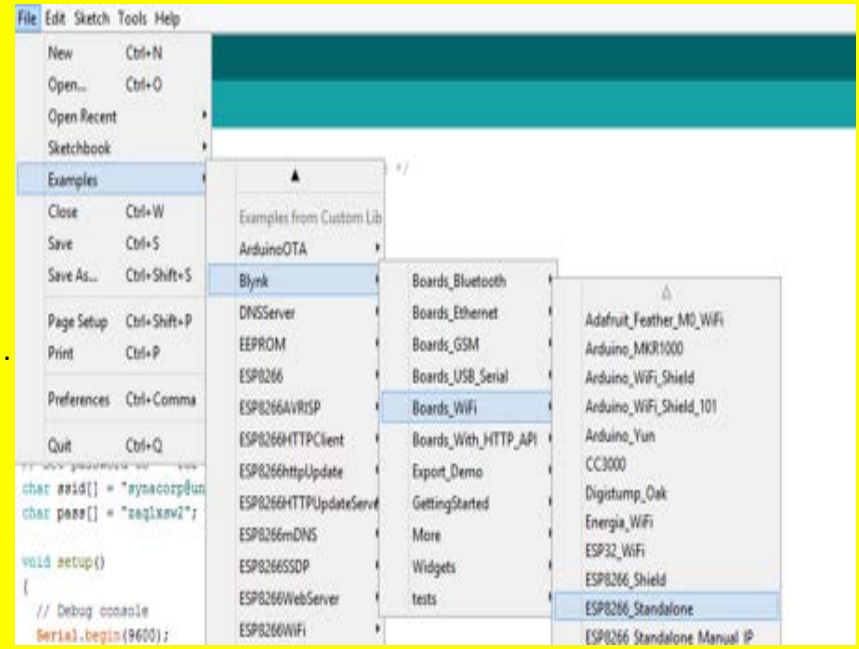 File Edit Sketch Tools Help
New Ctrl+N
Open... Ctrl+O
Open Recent
Sketchbook
Examples
Close Ctrl+W
Save Ctrl+S
Save As... Ctrl+Shift+S
Page Setup Ctrl+Shift+P
Print Ctrl+P
Preferences Ctrl+Comma
Quit Ctrl+Q
Examples from Custom Lib
ArduinoOTA
Blynk
DNSServer
EEPROM
ESP8266
ESP8266AVRISP
ESP8266HTTPClient
ESP8266httpUpdate
ESP8266HTTPUpdateServe
ESP8266mDNS
ESP8266SSDP
ESP8266WebServer
ESP8266WiFi
Boards_Bluetooth
Boards_Ethernet
Boards_GSM
Boards_USB_Serial
Boards_WiFi
Boards_With_HTTP_API
Export_Demo
GettingStarted
More
Widgets
tests
Adafruit_Feather_M0_WiFi
Arduino_MKR1000
Arduino_WiFi_Shield
Arduino_WiFi_Shield_101
Arduino_Yun
CC3000
Digistump_Oak
Energia_WiFi
ESP32_WiFi
ESP8266_Shield
ESP8266_Standalone
ESP8266_Standalone_Manual_IP
*/
char ssid[] = "synacorp@un
char pass[] = "zaq1xsw2";
void setup()
{
// Debug console
Serial.begin(9600);